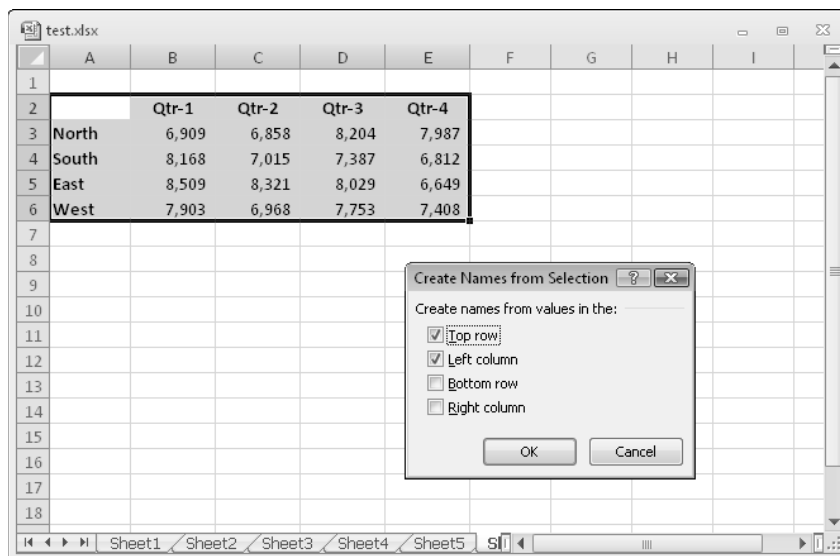 test.xlsx
A B C D E F G H I
1
2 Qtr-1 Qtr-2 Qtr-3 Qtr-4
3 North 6,909 6,858 8,204 7,987
4 South 8,168 7,015 7,387 6,812
5 East 8,509 8,321 8,029 6,649
6 West 7,903 6,968 7,753 7,408
7
8
9
10
11
12
13
14
15
16
17
18
Create Names from Selection ?
Create names from values in the:
Top row
Left column
Bottom row
Right column
OK Cancel
Sheet1 Sheet2 Sheet3 Sheet4 Sheet5